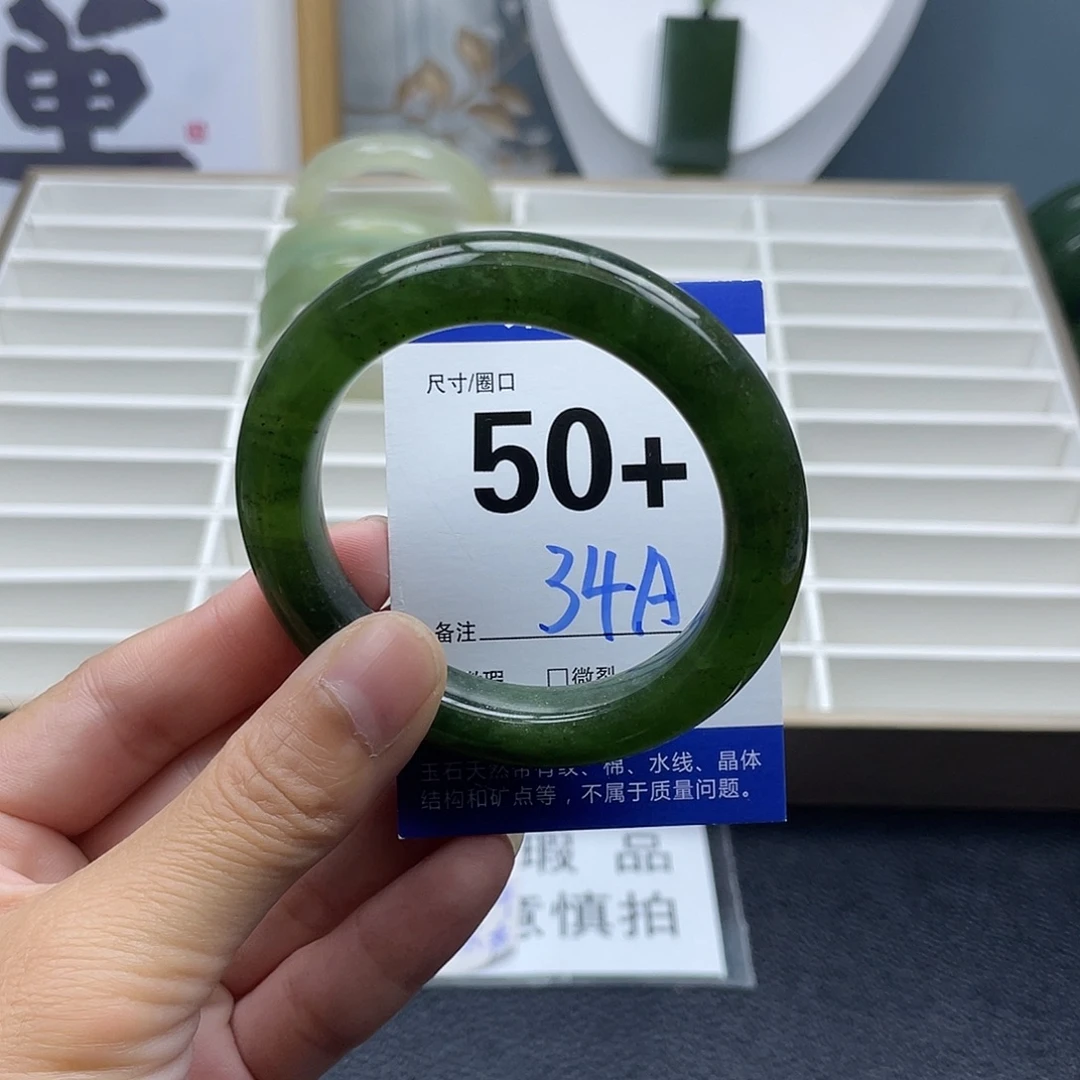 尺寸/圈口
50+
34A
备注
□微裂
玉石天然带有纹、棉、水线、晶体
结构和矿点等，不属于质量问题。
瑕品
慎拍